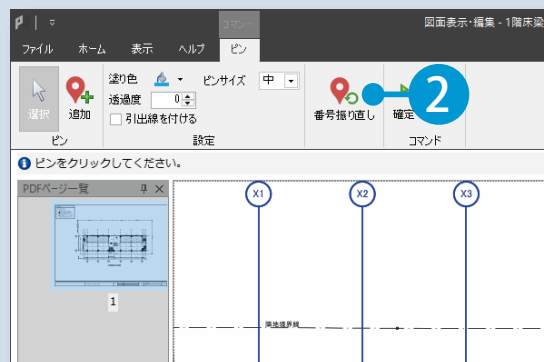 コマンド
図面表示・編集 - 1階床梁
ファイル ホーム 表示 ヘルプ ピン
選択
追加
塗り色 ピンサイズ 中
透過度 0
引出線を付ける
番号振り直し
確定
2
ピン 設定 コマンド
ピンをクリックしてください。
PDFページ一覧
1
X1 X2 X3
隣地境界線